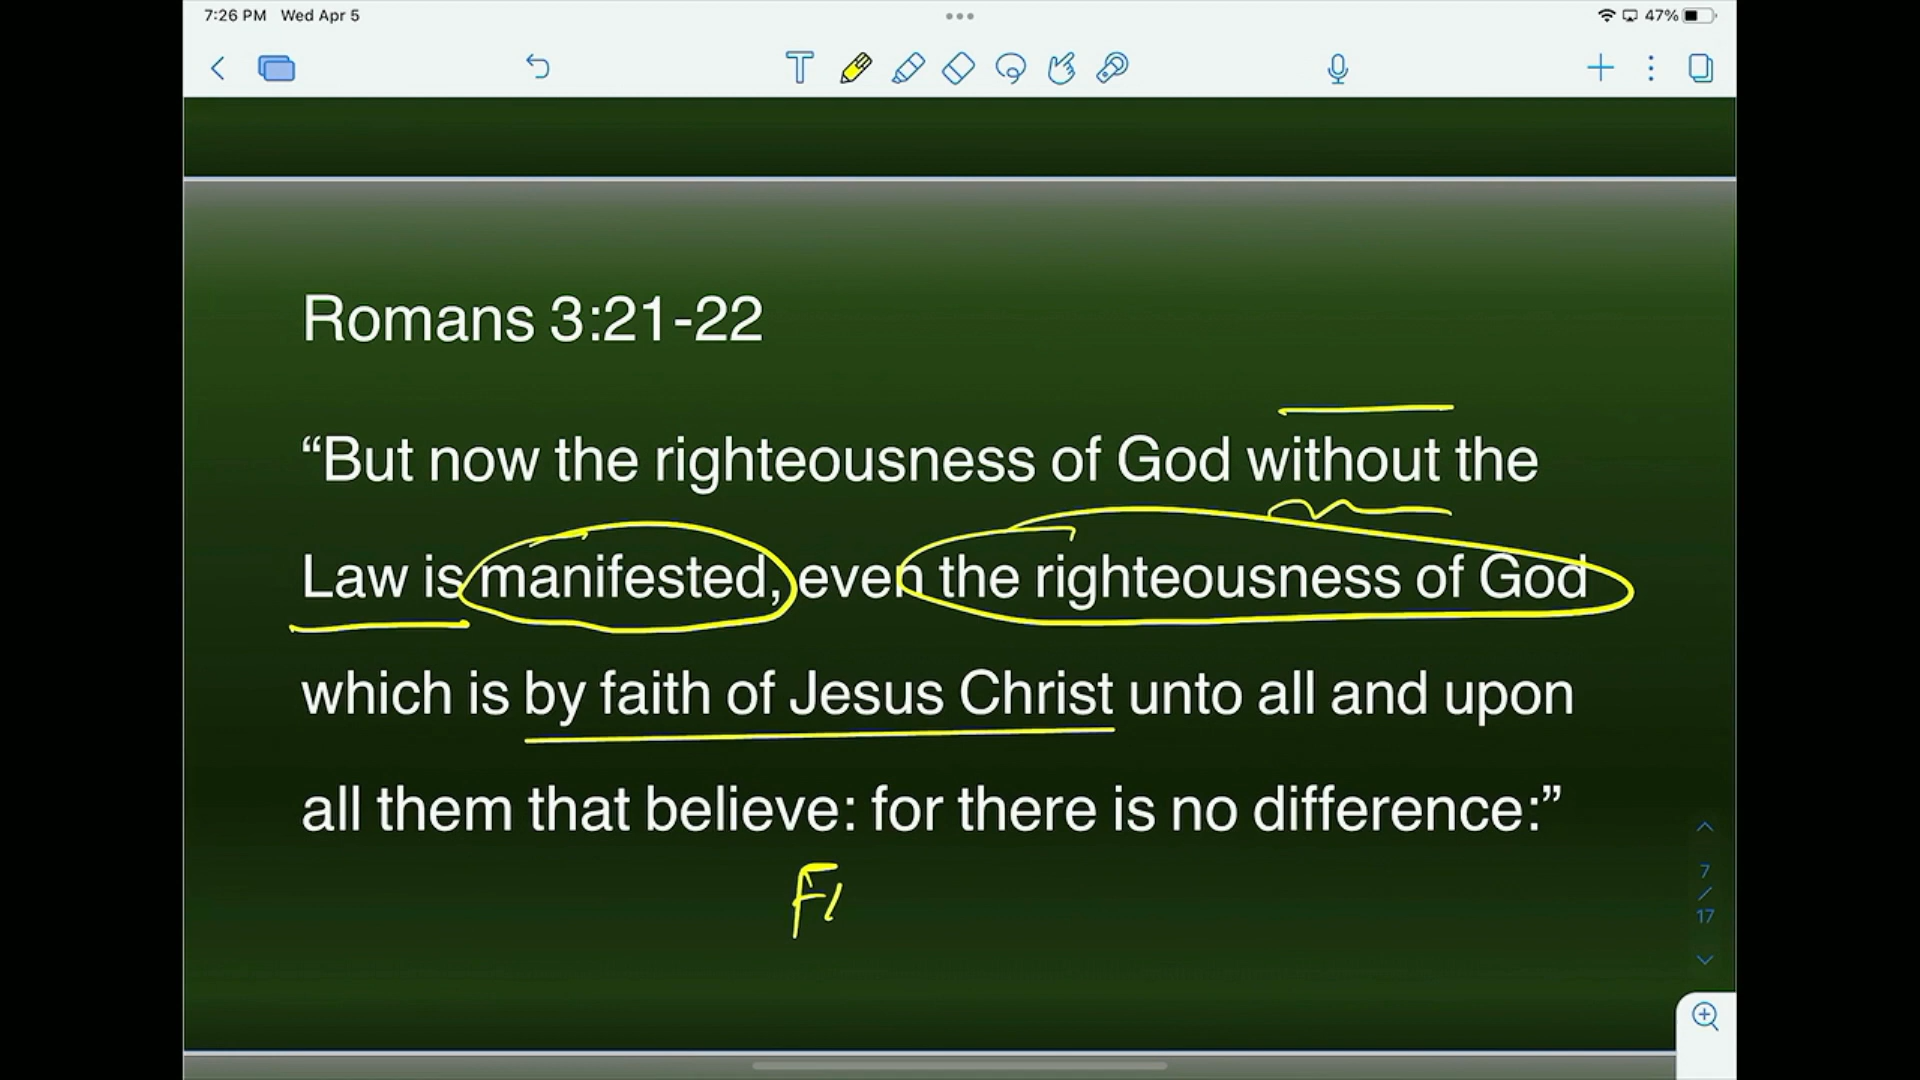 7:26 PM Wed Apr 5
47%
Romans 3:21-22
“But now the righteousness of God without the
Law is manifested, even the righteousness of God
which is by faith of Jesus Christ unto all and upon
all them that believe: for there is no difference:”
7
/
17